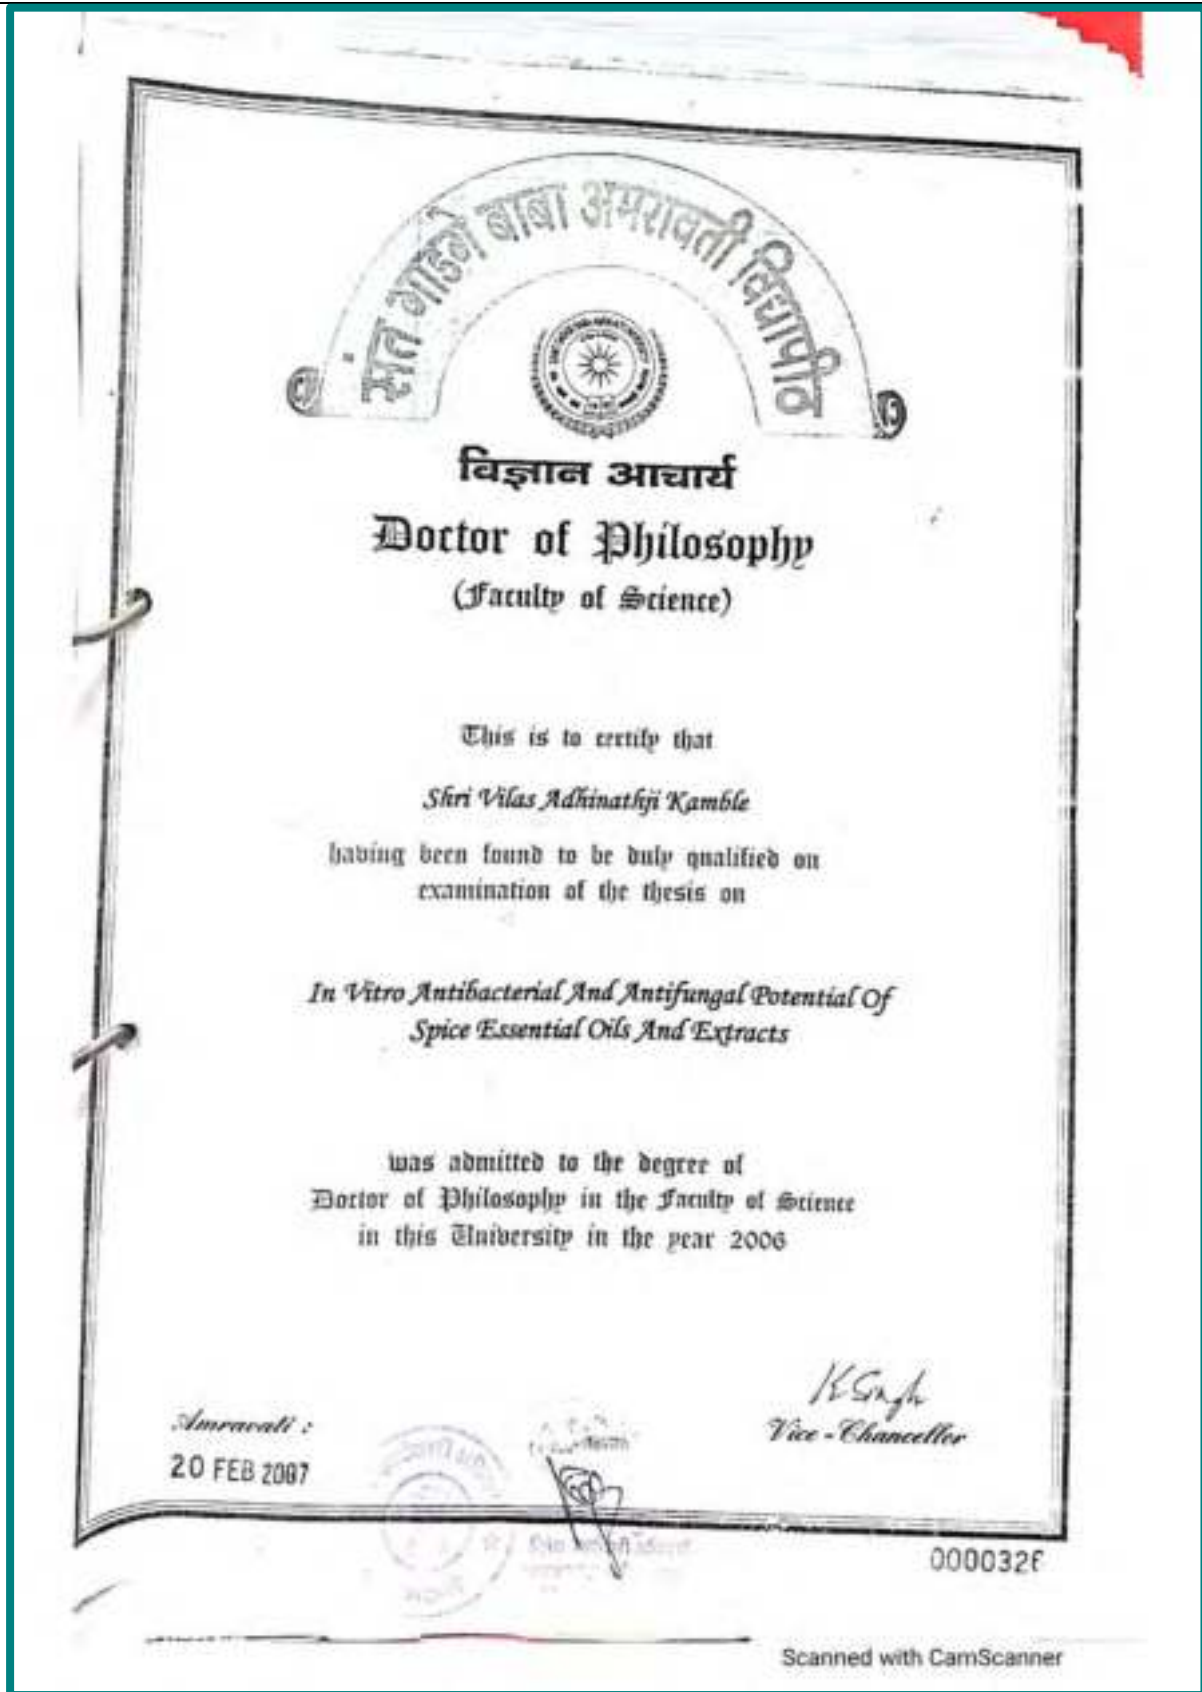 संत गाडगे बाबा अमरावती विद्यापीठ
विज्ञान आचार्य
Doctor of Philosophy
(Faculty of Science)
This is to certify that
Shri Vilas Adhinathji Kamble
having been found to be duly qualified on
examination of the thesis on
In Vitro Antibacterial And Antifungal Potential Of
Spice Essential Oils And Extracts
was admitted to the degree of
Doctor of Philosophy in the Faculty of Science
in this University in the year 2006
K Singh
Amravati :
Vice-Chancellor
20 FEB 2007
Scanned with CamScanner